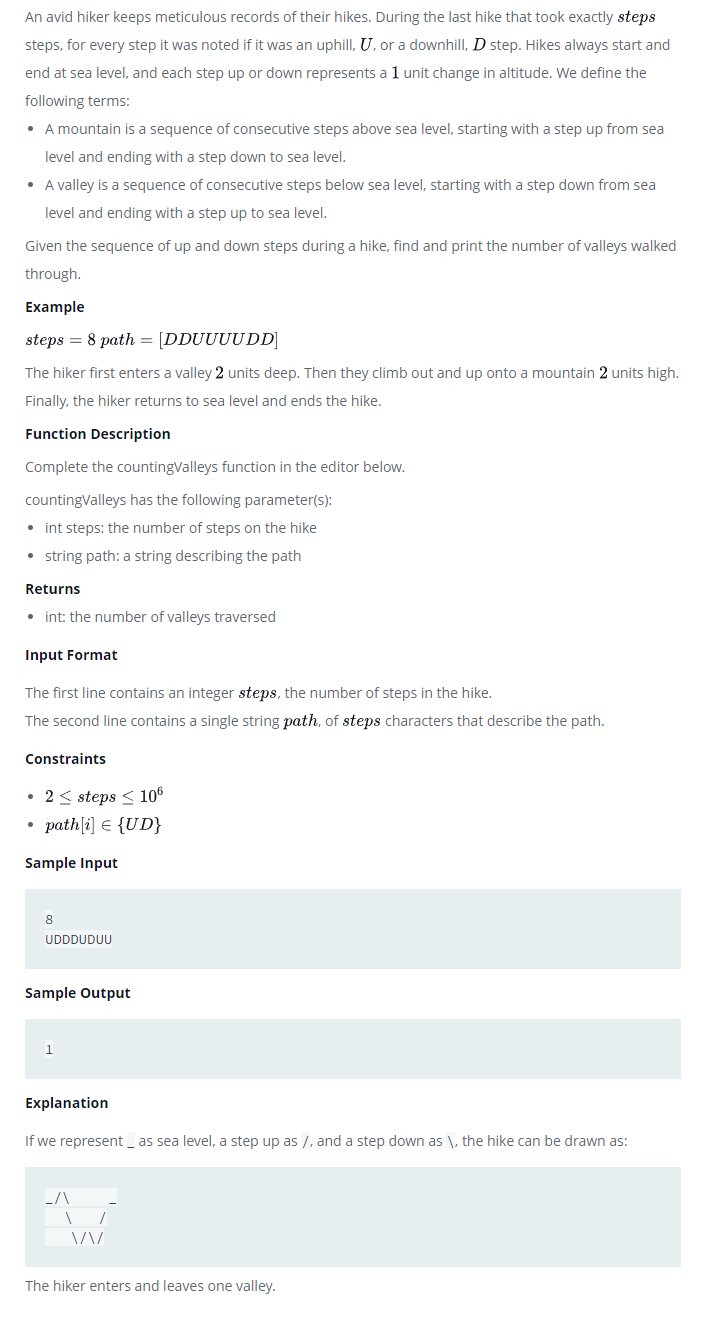 An avid hiker keeps meticulous records of their hikes. During the last hike that took exactly steps
steps, for every step it was noted if it was an uphill, U, or a downhill, D step. Hikes always start and
end at sea level, and each step up or down represents a 1 unit change in altitude. We define the
following terms:
• A mountain is a sequence of consecutive steps above sea level, starting with a step up from sea
level and ending with a step down to sea level.
• A valley is a sequence of consecutive steps below sea level, starting with a step down from sea
level and ending with a step up to sea level.
Given the sequence of up and down steps during a hike, find and print the number of valleys walked
through.
Example
steps = 8 path = [DDUUUUDD]
The hiker first enters a valley 2 units deep. Then they climb out and up onto a mountain 2 units high.
Finally, the hiker returns to sea level and ends the hike.
Function Description
Complete the countingValleys function in the editor below.
countingValleys has the following parameter(s):
• int steps: the number of steps on the hike
• string path: a string describing the path
Returns
• int: the number of valleys traversed
Input Format
The first line contains an integer steps, the number of steps in the hike.
The second line contains a single string path, of steps characters that describe the path.
Constraints
• 2 ≤ steps ≤ 10⁶
• path[i] ∈ {UD}
Sample Input
8
UDDDUDUU
Sample Output
1
Explanation
If we represent _ as sea level, a step up as /, and a step down as \, the hike can be drawn as:
_/\      _
   \    /
    \/\/
The hiker enters and leaves one valley.